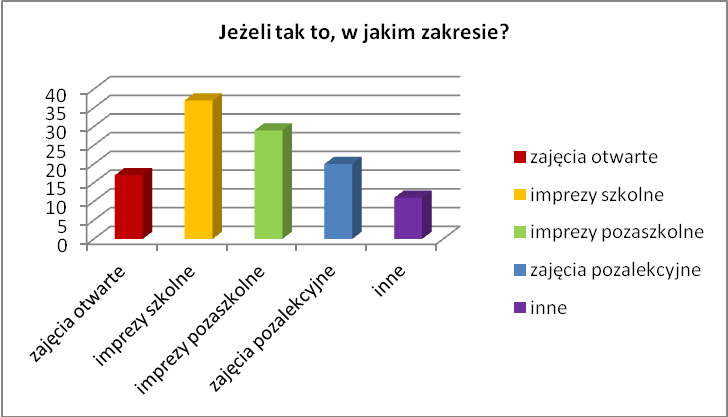 Jeżeli tak to, w jakim zakresie?
40
35
30
25
20
15
10
5
0
zajęcia otwarte
imprezy szkolne
imprezy pozaszkolne
zajęcia pozalekcyjne
inne
zajęcia otwarte
imprezy szkolne
imprezy pozaszkolne
zajęcia pozalekcyjne
inne